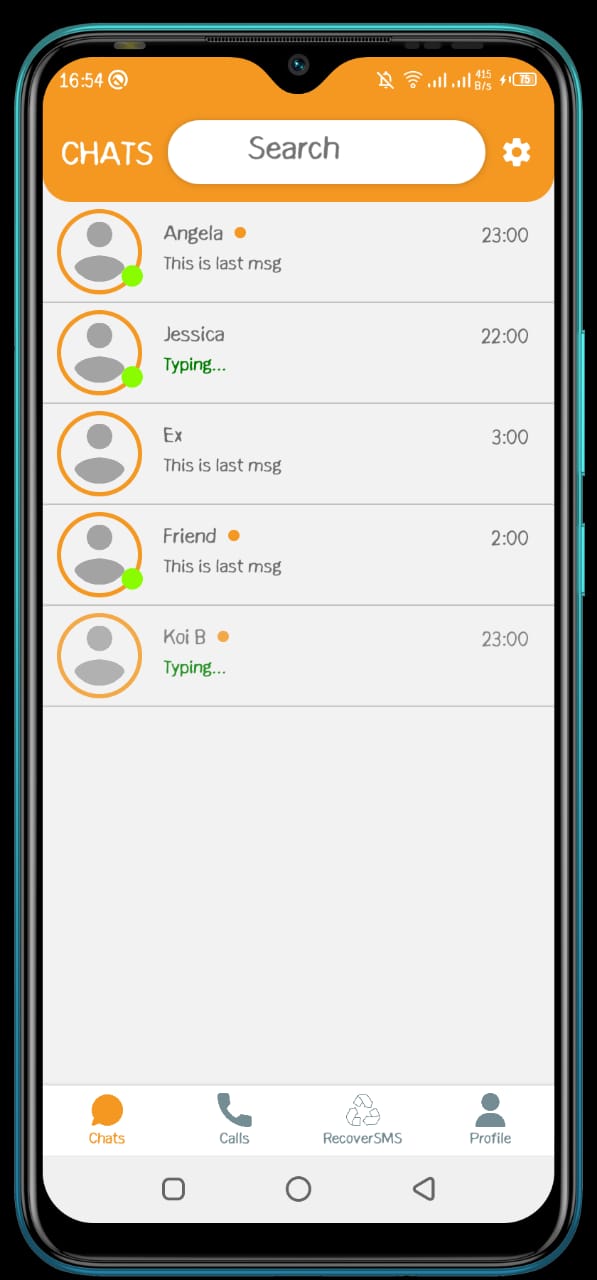 16:54 415 B/s 75
CHATS Search
Angela 23:00
This is last msg
Jessica 22:00
Typing...
Ex 3:00
This is last msg
Friend 2:00
This is last msg
Koi B 23:00
Typing...
Chats Calls RecoverSMS Profile